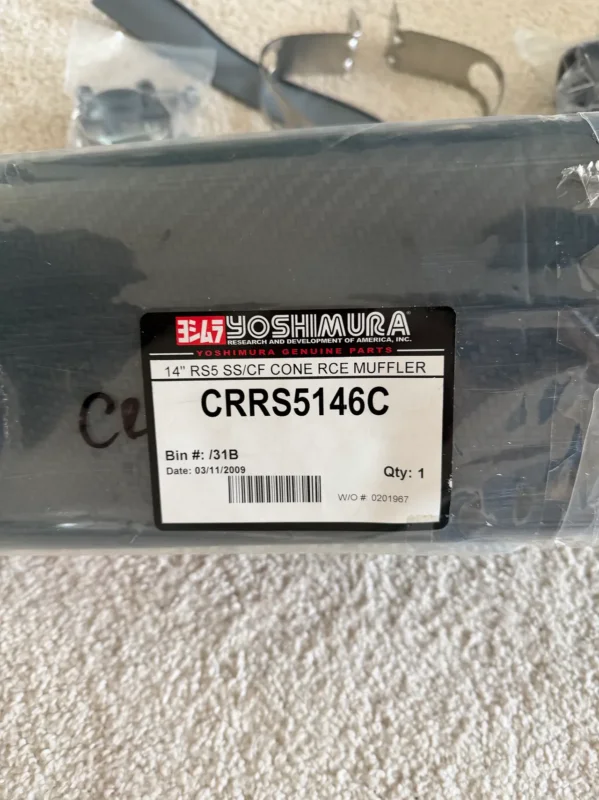 ヨシムラ YOSHIMURA®
RESEARCH AND DEVELOPMENT OF AMERICA, INC.
YOSHIMURA GENUINE PARTS
14" RS5 SS/CF CONE RCE MUFFLER
CRRS5146C
Bin #: /31B
Date: 03/11/2009
Qty: 1
W/O #: 0201967